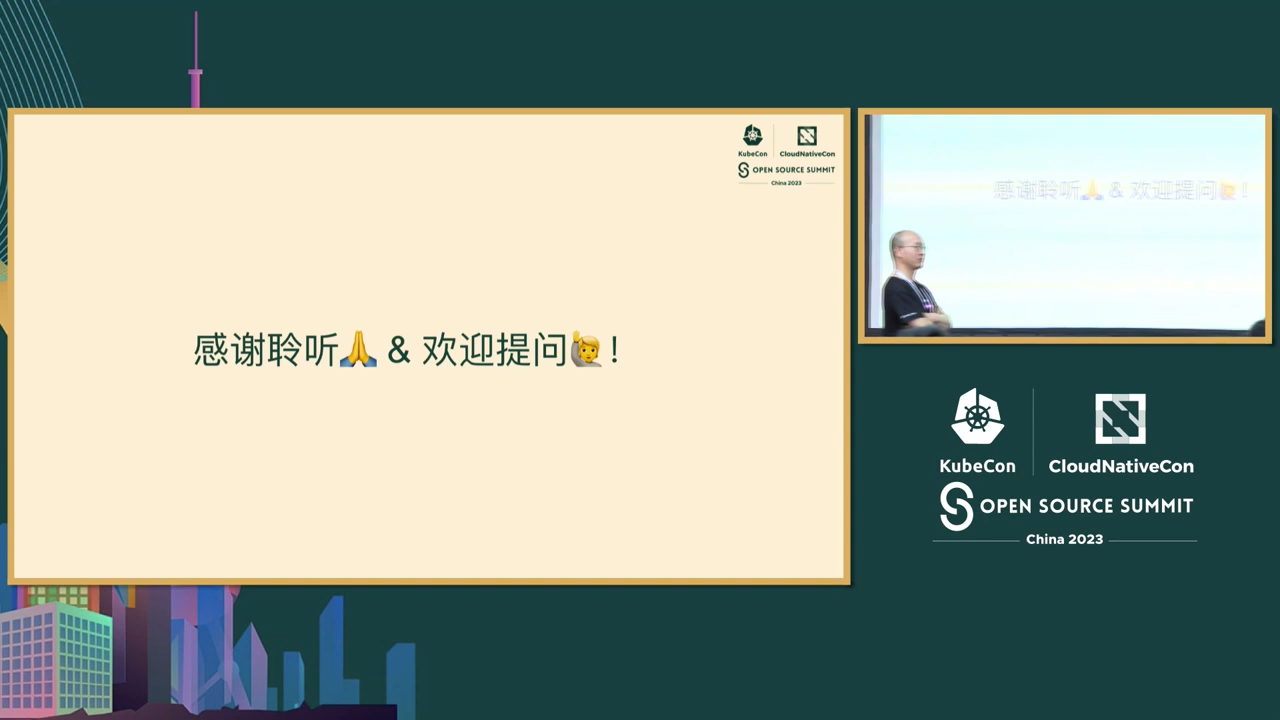 KubeCon
CloudNativeCon
OPEN SOURCE SUMMIT
China 2023
感谢聆听🙏 & 欢迎提问🙋!
感谢聆听🙏 & 欢迎提问🙋!
KubeCon
CloudNativeCon
OPEN SOURCE SUMMIT
China 2023